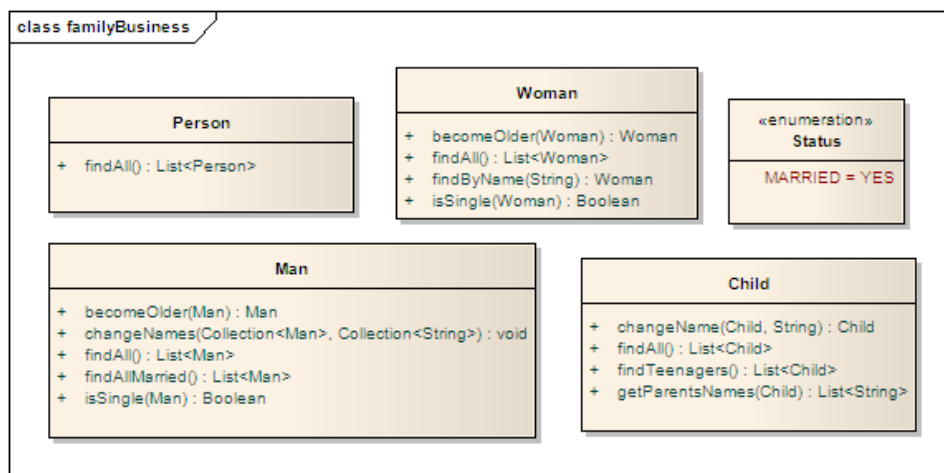 class familyBusiness
Person
+ findAll() : List<Person>
Woman
+ becomeOlder(Woman) : Woman
+ findAll() : List<Woman>
+ findByName(String) : Woman
+ isSingle(Woman) : Boolean
«enumeration»
Status
MARRIED = YES
Man
+ becomeOlder(Man) : Man
+ changeNames(Collection<Man>, Collection<String>) : void
+ findAll() : List<Man>
+ findAllMarried() : List<Man>
+ isSingle(Man) : Boolean
Child
+ changeName(Child, String) : Child
+ findAll() : List<Child>
+ findTeenagers() : List<Child>
+ getParentsNames(Child) : List<String>